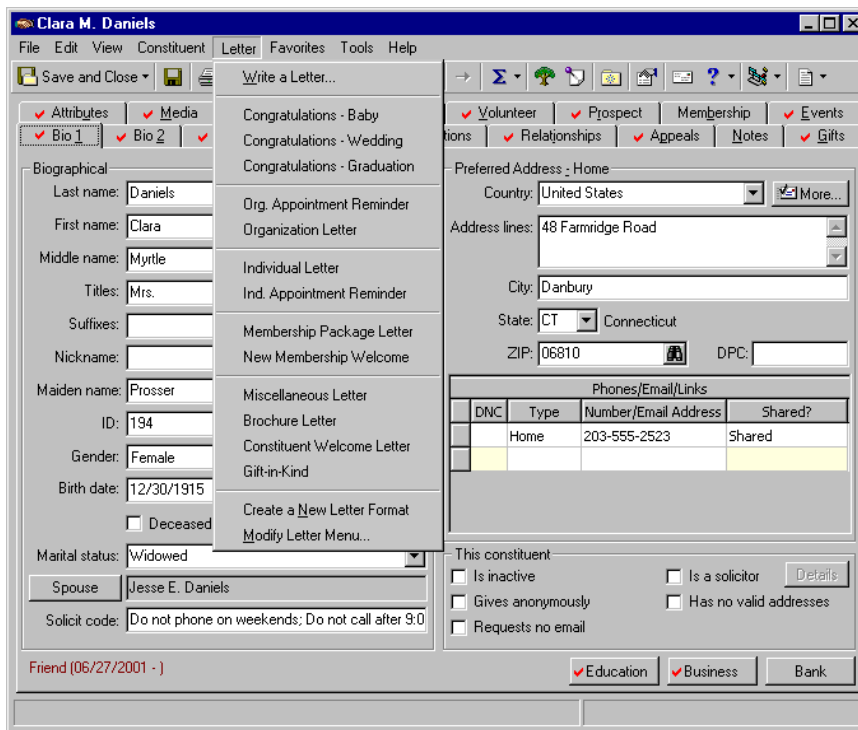 Clara M. Daniels
File Edit View Constituent Letter Favorites Tools Help
Save and Close
Write a Letter...
Congratulations - Baby
Congratulations - Wedding
Congratulations - Graduation
Org. Appointment Reminder
Organization Letter
Individual Letter
Ind. Appointment Reminder
Membership Package Letter
New Membership Welcome
Miscellaneous Letter
Brochure Letter
Constituent Welcome Letter
Gift-in-Kind
Create a New Letter Format
Modify Letter Menu...
Attributes Media Volunteer Prospect Membership Events
Bio 1 Bio 2 tions Relationships Appeals Notes Gifts
Biographical
Last name: Daniels
First name: Clara
Middle name: Myrtle
Titles: Mrs.
Suffixes:
Nickname:
Maiden name: Prosser
ID: 194
Gender: Female
Birth date: 12/30/1915
Deceased
Marital status: Widowed
Spouse Jesse E. Daniels
Solicit code: Do not phone on weekends; Do not call after 9:0
Preferred Address - Home
Country: United States More...
Address lines: 48 Farmridge Road
City: Danbury
State: CT Connecticut
ZIP: 06810 DPC:
Phones/Email/Links
DNC Type Number/Email Address Shared?
Home 203-555-2523 Shared
This constituent
Is inactive Is a solicitor Details
Gives anonymously Has no valid addresses
Requests no email
Friend (06/27/2001 - ) Education Business Bank